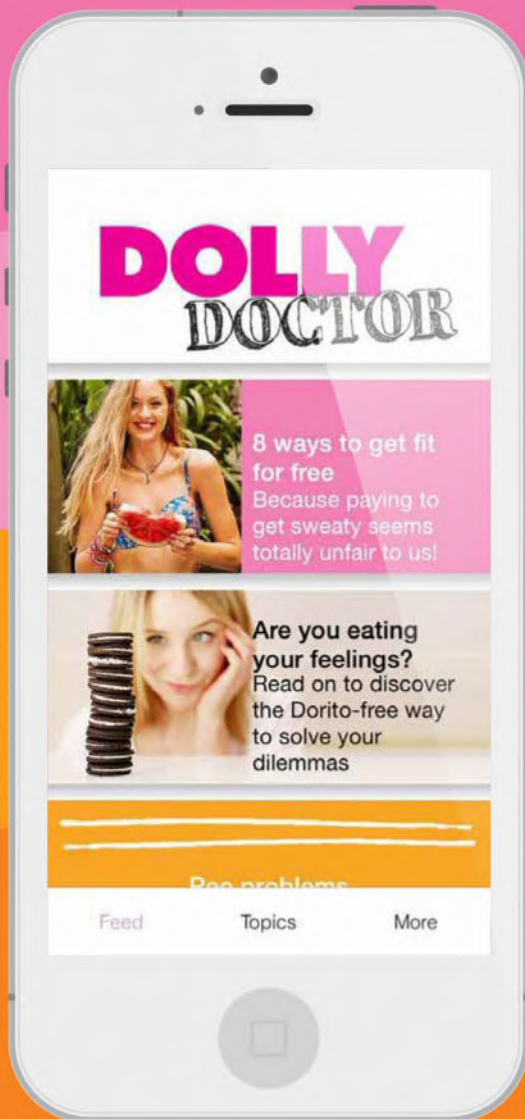 DOLLY
DOCTOR
8 ways to get fit
for free
Because paying to
get sweaty seems
totally unfair to us!
Are you eating
your feelings?
Read on to discover
the Dorito-free way
to solve your
dilemmas
problems
Feed Topics More